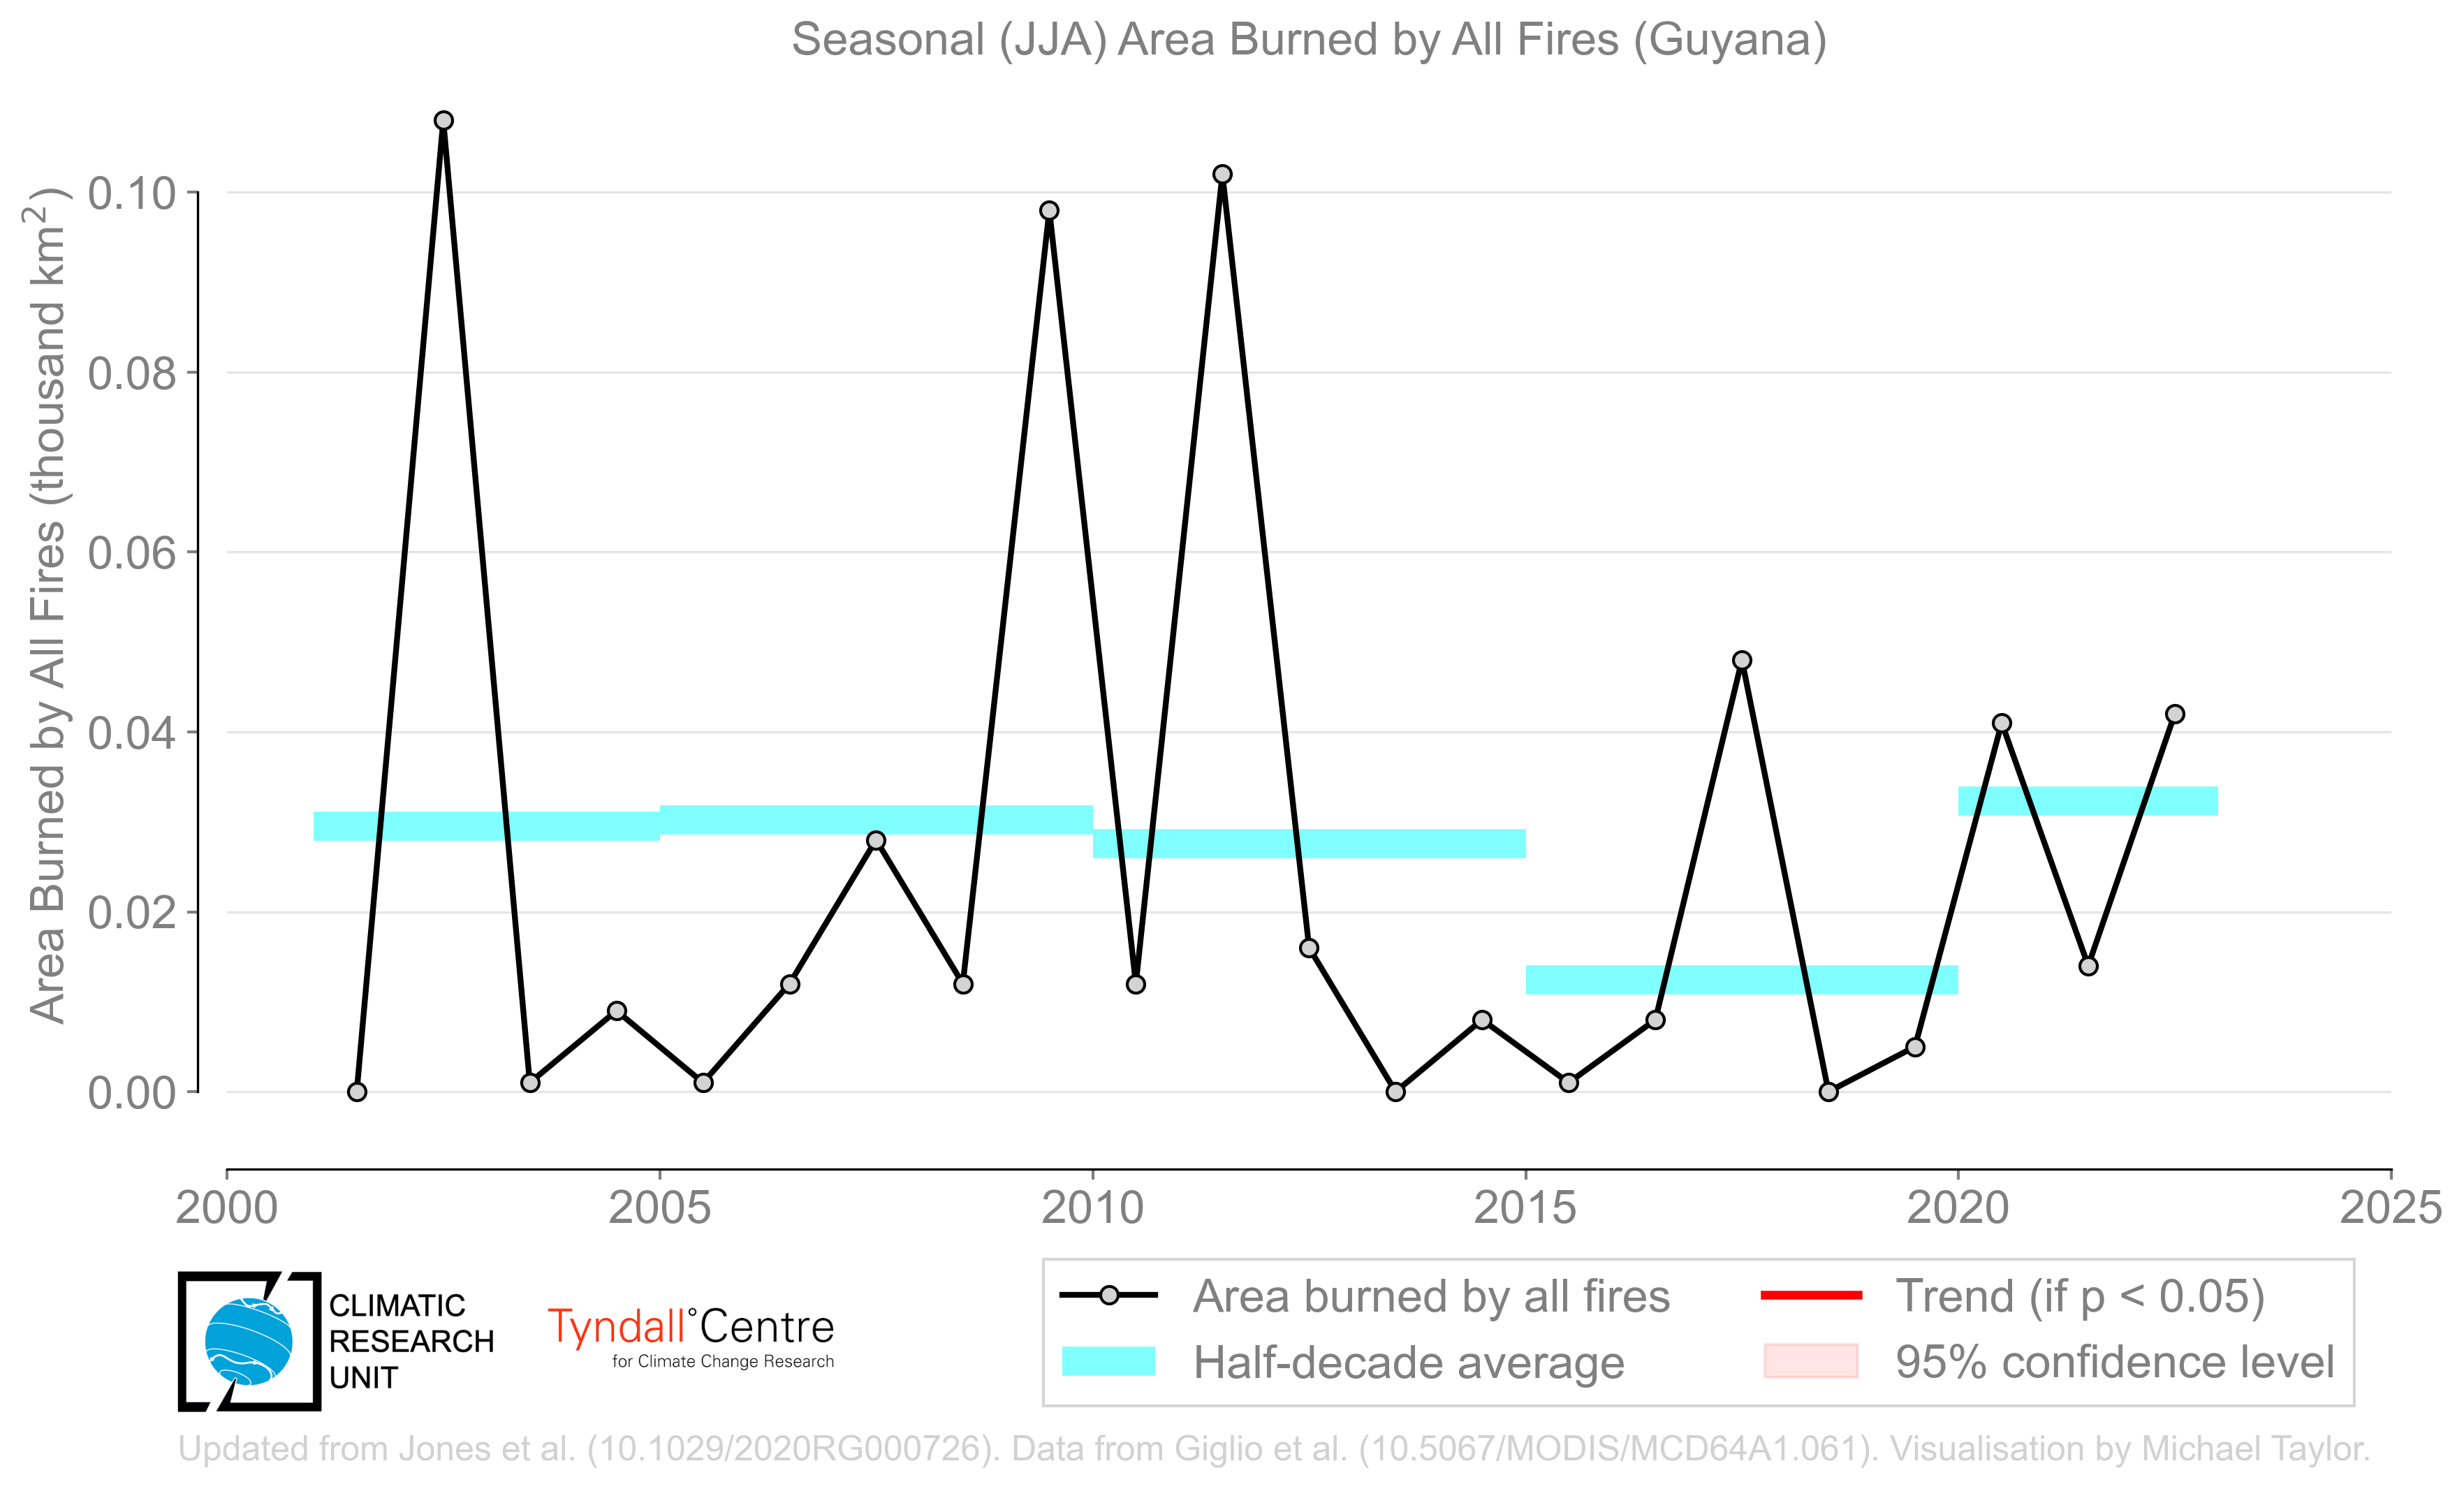 Seasonal (JJA) Area Burned by All Fires (Guyana)
Area Burned by All Fires (thousand km²)
0.10
0.08
0.06
0.04
0.02
0.00
2000 2005 2010 2015 2020 2025
CLIMATIC
RESEARCH
UNIT
Tyndall°Centre
for Climate Change Research
Area burned by all fires
Half-decade average
Trend (if p < 0.05)
95% confidence level
Updated from Jones et al. (10.1029/2020RG000726). Data from Giglio et al. (10.5067/MODIS/MCD64A1.061). Visualisation by Michael Taylor.